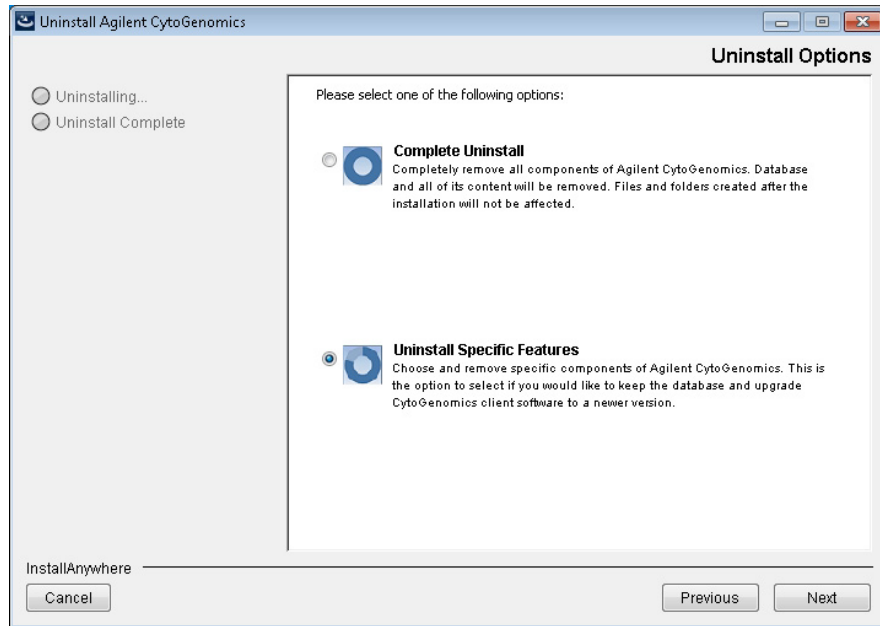 Uninstall Agilent CytoGenomics
Uninstall Options
Uninstalling...
Uninstall Complete
Please select one of the following options:
Complete Uninstall
Completely remove all components of Agilent CytoGenomics. Database
and all of its content will be removed. Files and folders created after the
installation will not be affected.
Uninstall Specific Features
Choose and remove specific components of Agilent CytoGenomics. This is
the option to select if you would like to keep the database and upgrade
CytoGenomics client software to a newer version.
InstallAnywhere
Cancel
Previous
Next